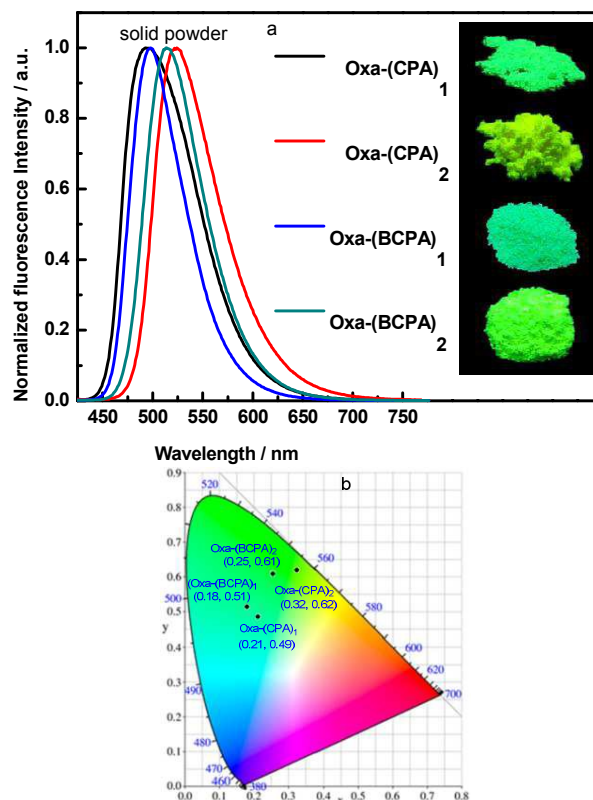 solid powder
a
Oxa-(CPA)1
Oxa-(CPA)2
Oxa-(BCPA)1
Oxa-(BCPA)2
Normalized fluorescence Intensity / a.u.
1.0
0.8
0.6
0.4
0.2
0.0
450 500 550 600 650 700 750
Wavelength / nm
b
0.9
0.8
0.7
0.6
0.5
y
0.4
0.3
0.2
0.1
0.0
520
540
560
580
600
620
700
500
490
480
470
460
380
Oxa-(BCPA)2
(0.25, 0.61)
Oxa-(BCPA)1
(0.18, 0.51)
Oxa-(CPA)2
(0.32, 0.62)
Oxa-(CPA)1
(0.21, 0.49)
0.0 0.1 0.2 0.3 0.4 0.5 0.6 0.7 0.8